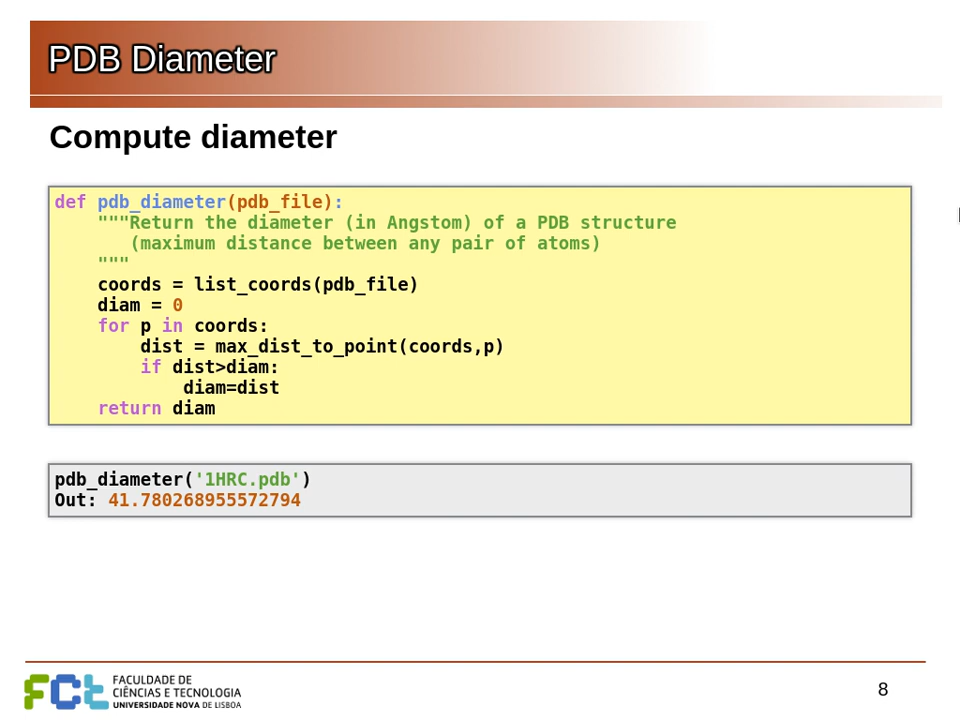 PDB Diameter
Compute diameter
def pdb_diameter(pdb_file):
    """Return the diameter (in Angstom) of a PDB structure
       (maximum distance between any pair of atoms)
    """
    coords = list_coords(pdb_file)
    diam = 0
    for p in coords:
        dist = max_dist_to_point(coords,p)
        if dist>diam:
            diam=dist
    return diam
pdb_diameter('1HRC.pdb')
Out: 41.780268955572794
FCT
FACULDADE DE
CIÊNCIAS E TECNOLOGIA
UNIVERSIDADE NOVA DE LISBOA
8